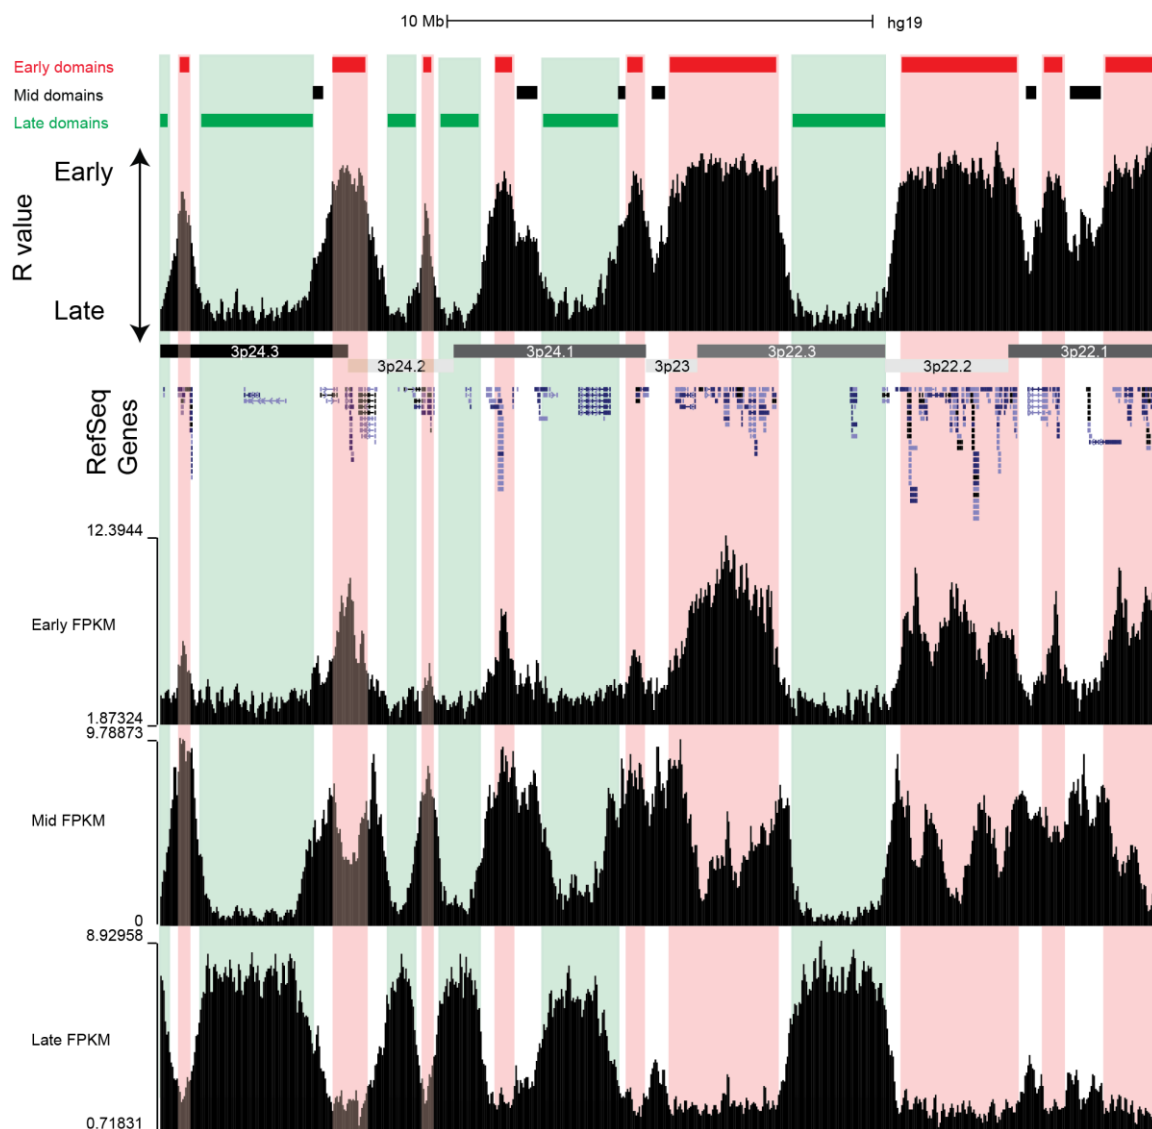 10 Mb hg19
Early domains
Mid domains
Late domains
Early
R value
Late
3p24.3 3p24.1 3p22.3 3p22.1
3p24.2 3p23 3p22.2
RefSeq
Genes
12.3944
Early FPKM
1.87324
9.78873
Mid FPKM
0
8.92958
Late FPKM
0.71831